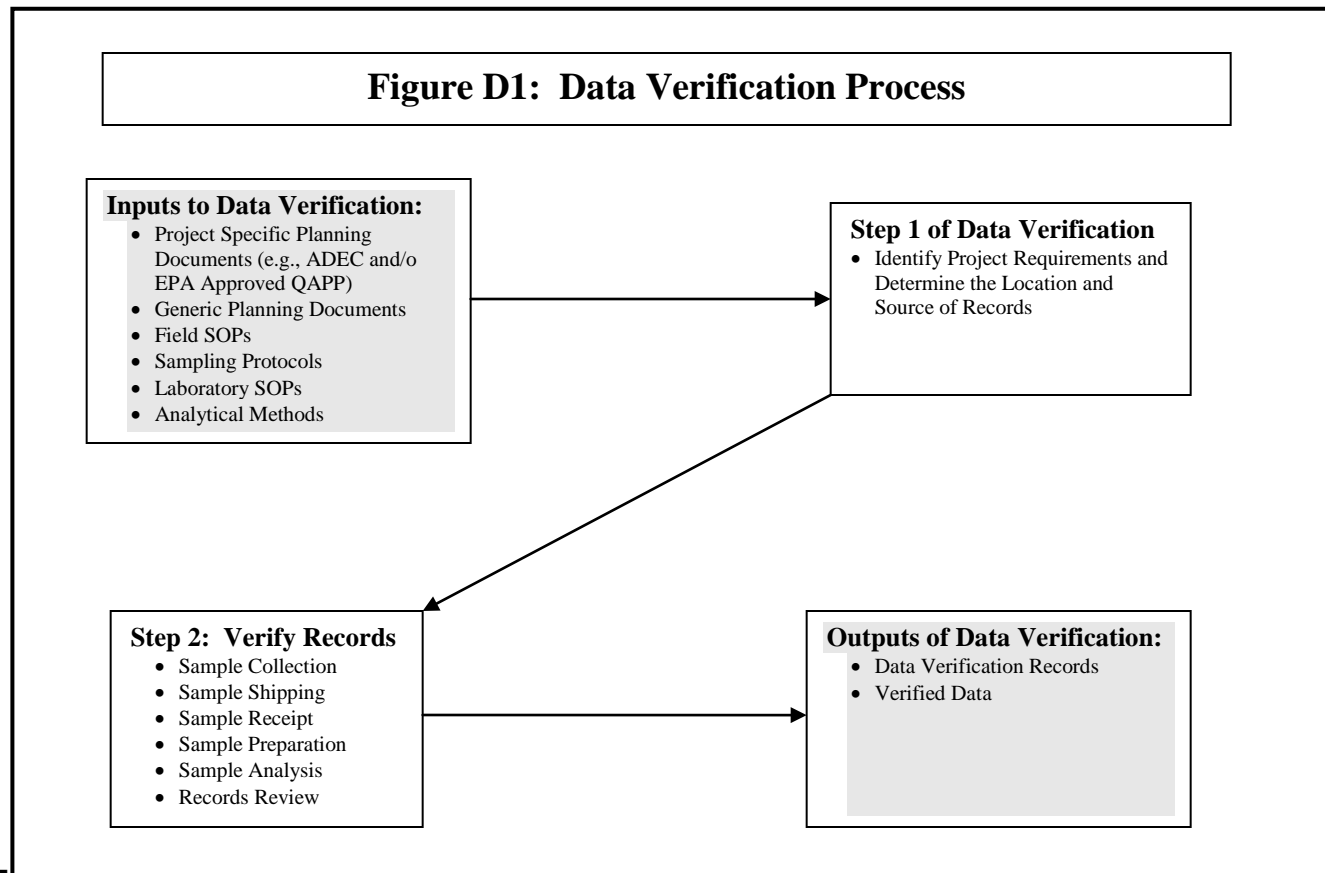 Figure D1: Data Verification Process
Inputs to Data Verification:
• Project Specific Planning
Documents (e.g., ADEC and/o
EPA Approved QAPP)
• Generic Planning Documents
• Field SOPs
• Sampling Protocols
• Laboratory SOPs
• Analytical Methods
Step 1 of Data Verification
• Identify Project Requirements and
Determine the Location and
Source of Records
Step 2: Verify Records
• Sample Collection
• Sample Shipping
• Sample Receipt
• Sample Preparation
• Sample Analysis
• Records Review
Outputs of Data Verification:
• Data Verification Records
• Verified Data